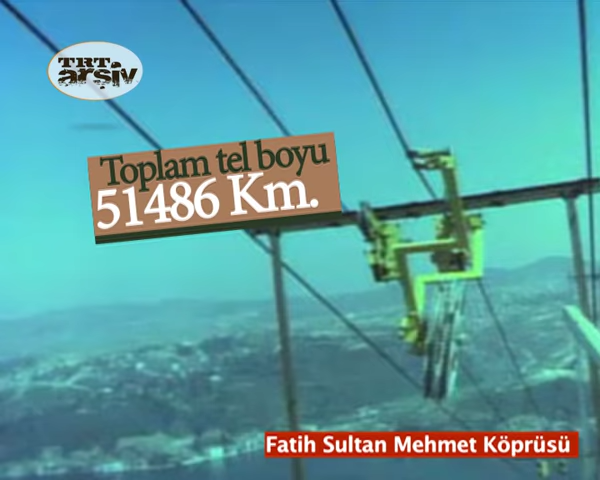 TRT
arşiv
Toplam tel boyu
51486 Km.
Fatih Sultan Mehmet Köprüsü